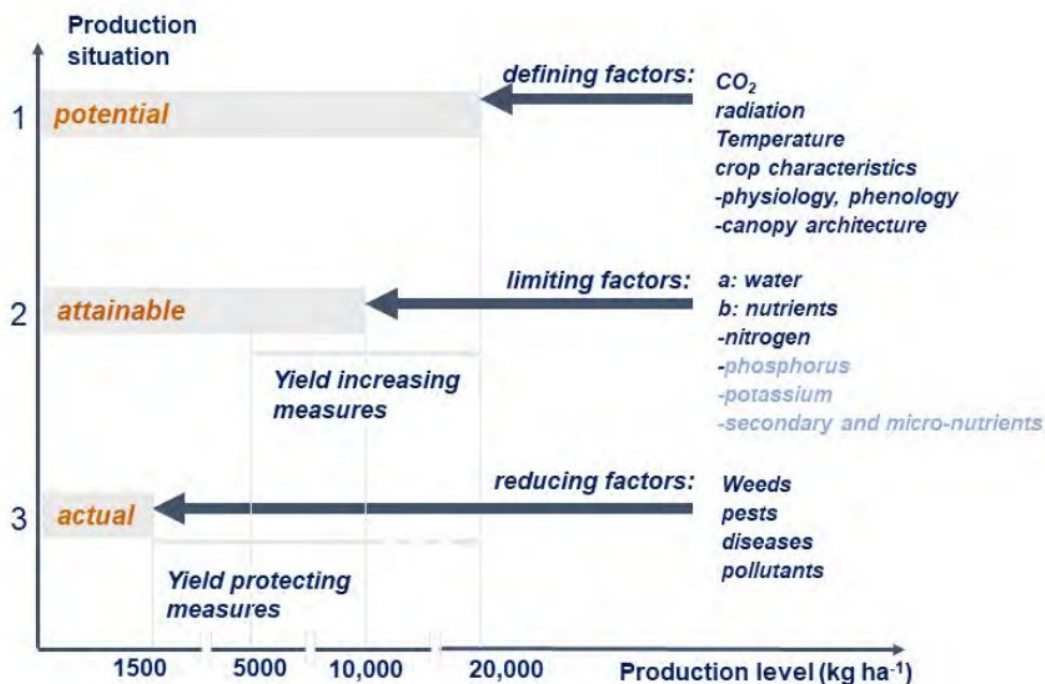 Production
situation
1
potential
defining factors:
CO₂
radiation
Temperature
crop characteristics
-physiology, phenology
-canopy architecture
2
attainable
limiting factors:
a: water
b: nutrients
-nitrogen
-phosphorus
-potassium
-secondary and micro-nutrients
Yield increasing
measures
3
actual
reducing factors:
Weeds
pests
diseases
pollutants
Yield protecting
measures
1500 5000 10,000 20,000 Production level (kg ha⁻¹)